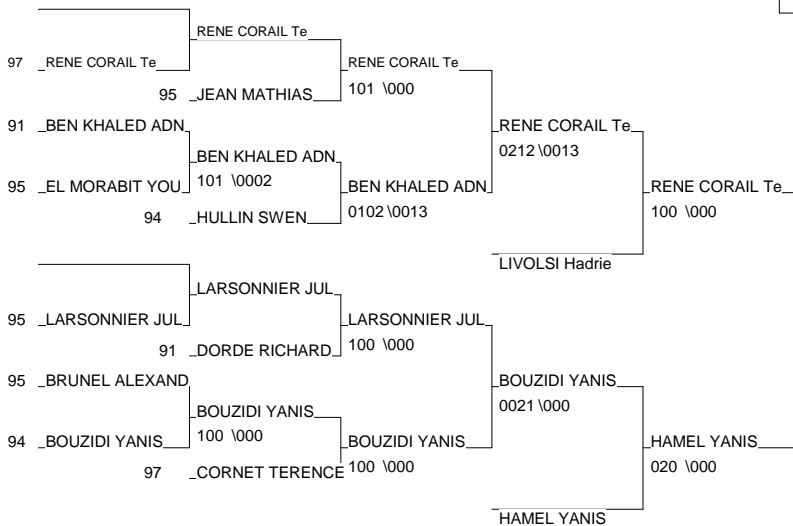 RENE CORAIL Te
97 RENE CORAIL Te
RENE CORAIL Te
95 JEAN MATHIAS
101 \000
91 BEN KHALED ADN
RENE CORAIL Te
0212 \0013
BEN KHALED ADN
101 \0002
95 EL MORABIT YOU
BEN KHALED ADN
RENE CORAIL Te
94 HULLIN SWEN
0102 \0013
100 \000
LIVOLSI Hadrie
LARSONNIER JUL
95 LARSONNIER JUL
LARSONNIER JUL
91 DORDE RICHARD
100 \000
95 BRUNEL ALEXAND
BOUZIDI YANIS
0021 \000
BOUZIDI YANIS
100 \000
94 BOUZIDI YANIS
BOUZIDI YANIS
HAMEL YANIS
97 CORNET TERENCE
100 \000
020 \000
HAMEL YANIS